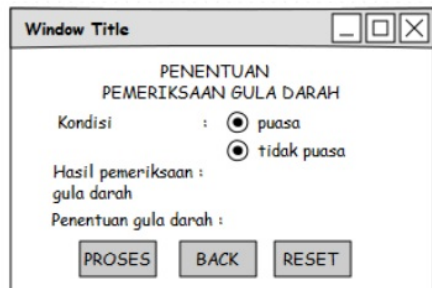 Window Title
PENENTUAN
PEMERIKSAAN GULA DARAH
Kondisi : puasa
tidak puasa
Hasil pemeriksaan :
gula darah
Penentuan gula darah :
PROSES BACK RESET